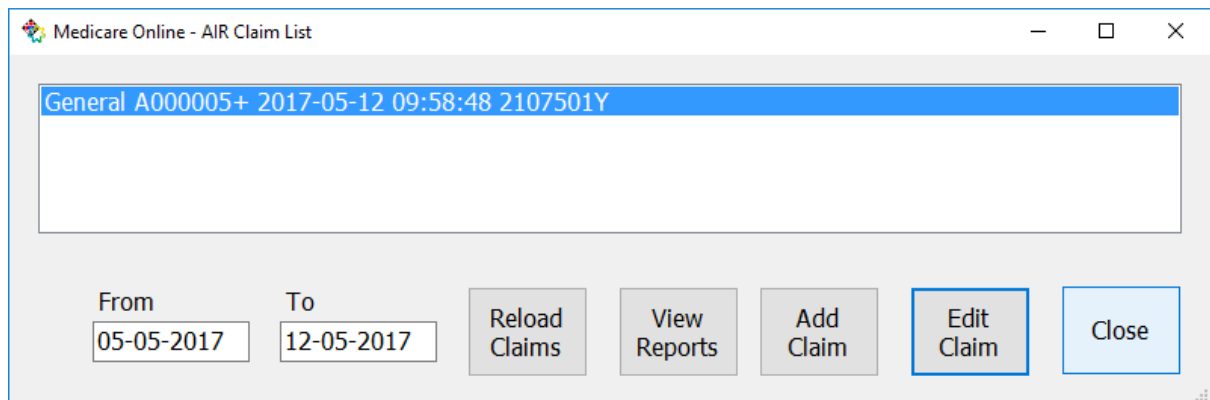 Medicare Online - AIR Claim List
General A000005+ 2017-05-12 09:58:48 2107501Y
From
To
05-05-2017
12-05-2017
Reload
Claims
View
Reports
Add
Claim
Edit
Claim
Close